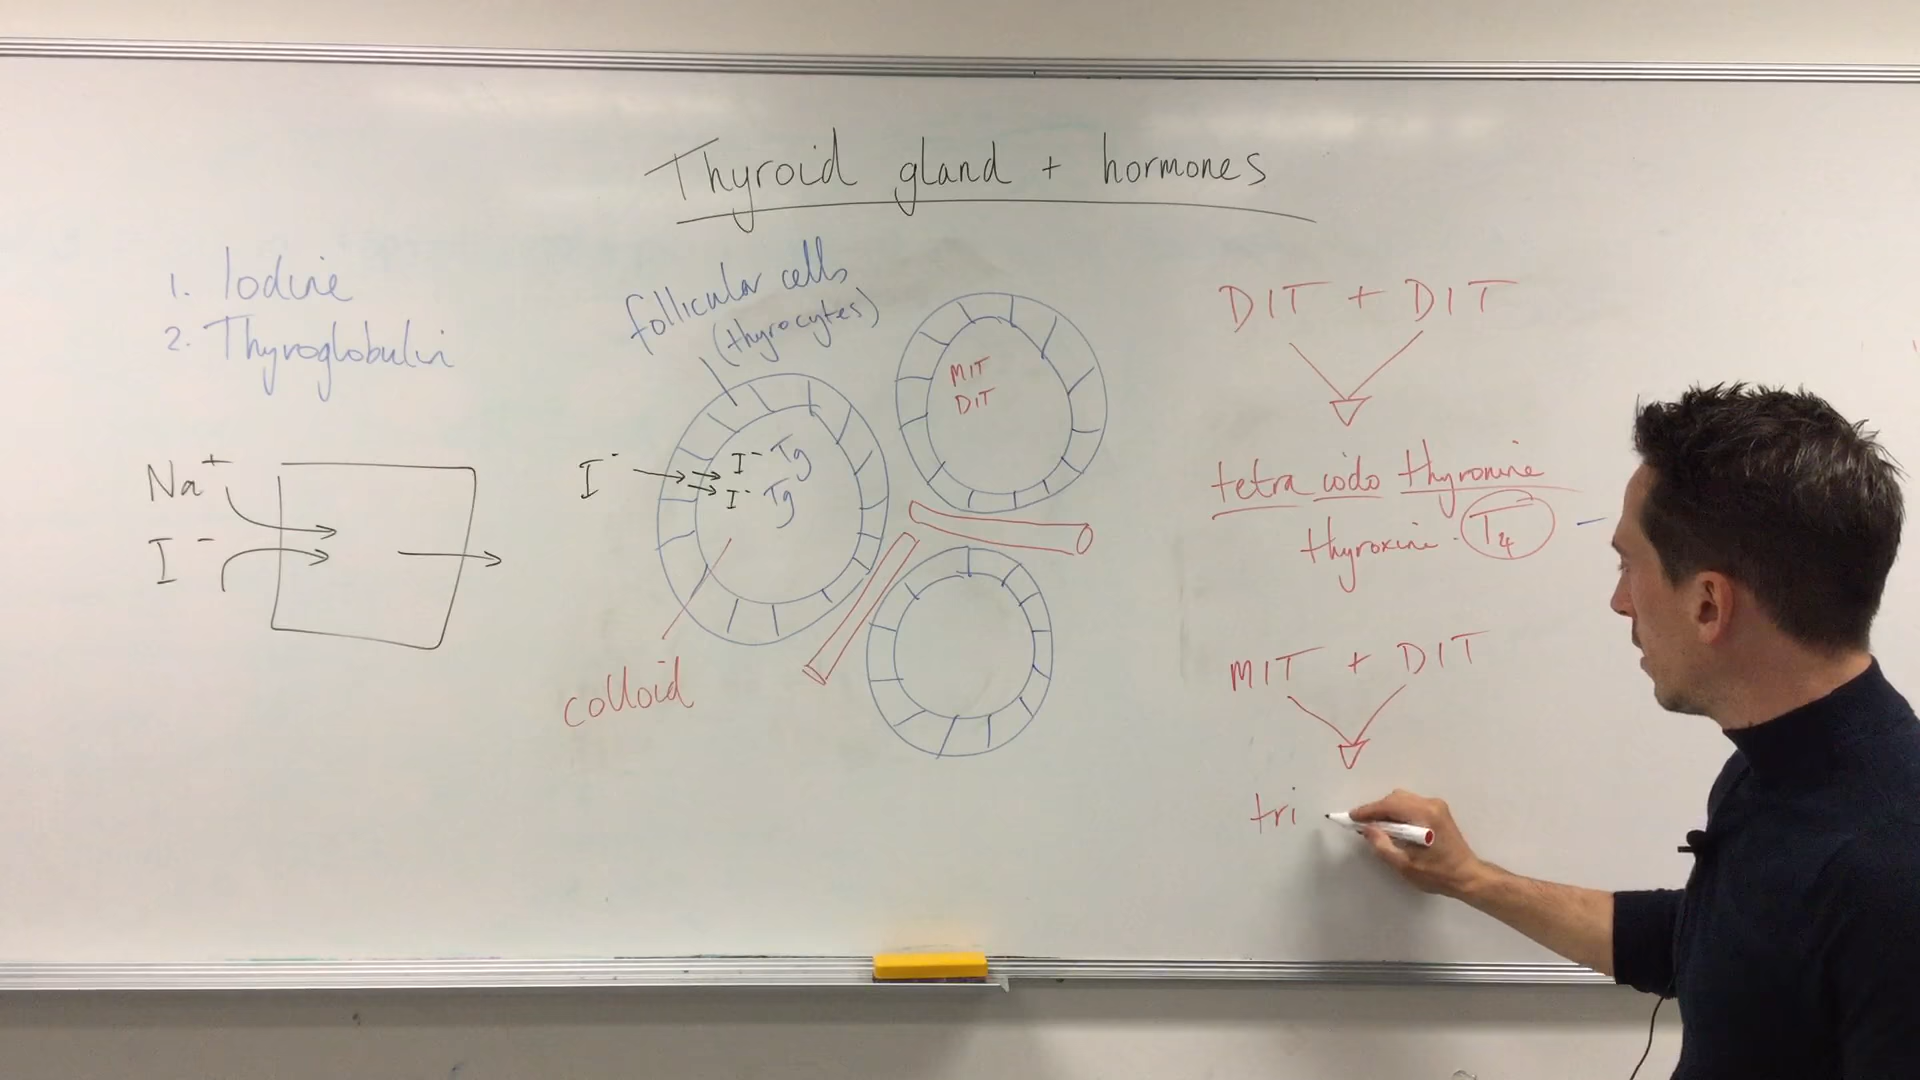 Thyroid gland + hormones
1. Iodine
2. Thyroglobulin
follicular cells
(thyrocytes)
Na+
I-
I-
I- Tg
I- Tg
colloid
MIT
DIT
DIT + DIT
tetra iodo thyronine
thyroxine. T4
MIT + DIT
tri